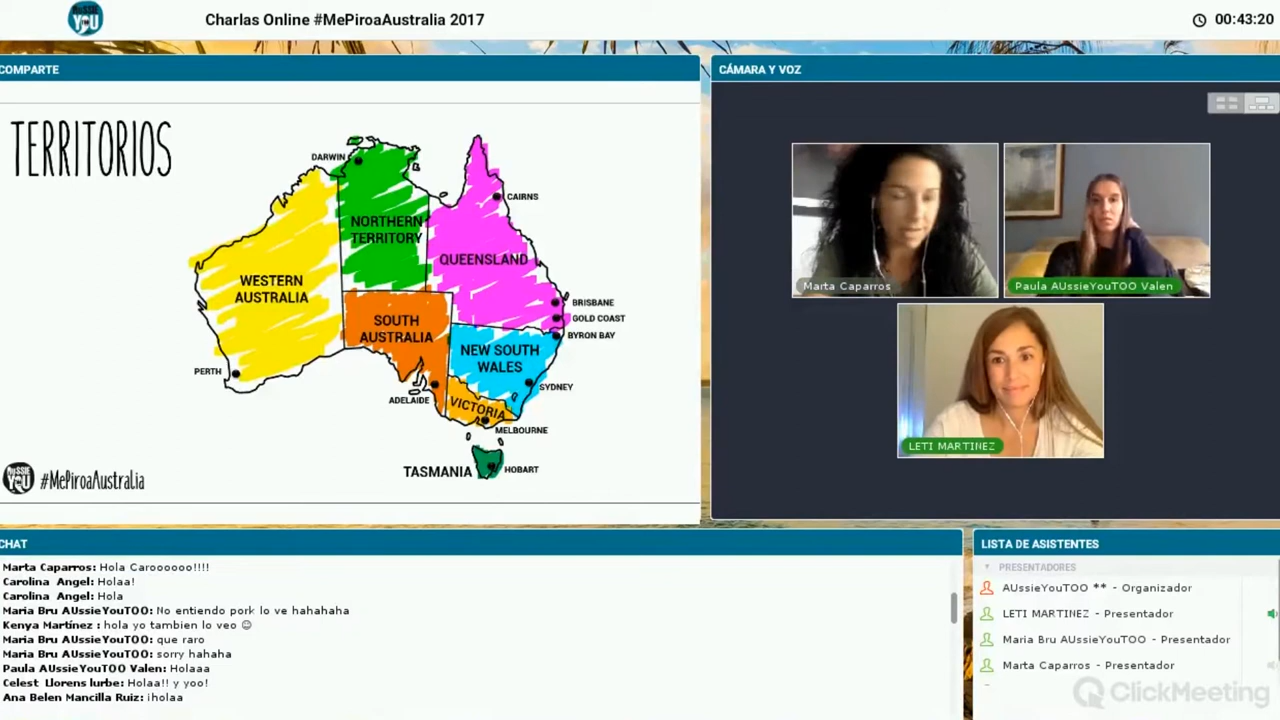 AUSSIE
YOU
TOO
Charlas Online #MePiroaAustralia 2017
00:43:20
COMPARTE
TERRITORIOS
DARWIN
CAIRNS
NORTHERN
TERRITORY
QUEENSLAND
WESTERN
AUSTRALIA
BRISBANE
GOLD COAST
BYRON BAY
SOUTH
AUSTRALIA
NEW SOUTH
WALES
PERTH
ADELAIDE
SYDNEY
VICTORIA
MELBOURNE
TASMANIA
HOBART
#MePiroaAustralia
CÁMARA Y VOZ
Marta Caparros
Paula AUssieYouTOO Valen
LETI MARTINEZ
CHAT
Marta Caparros: Hola Caroooooo!!!!
Carolina Angel: Holaa!
Carolina Angel: Hola
Maria Bru AUssieYouTOO: No entiendo pork lo ve hahahaha
Kenya Martínez : hola yo tambien lo veo ☺
Maria Bru AUssieYouTOO: que raro
Maria Bru AUssieYouTOO: sorry hahaha
Paula AUssieYouTOO Valen: Holaaa
Celest Llorens Iurbe: Holaa!! y yoo!
Ana Belen Mancilla Ruiz: ¡holaa
LISTA DE ASISTENTES
PRESENTADORES
AUssieYouTOO ** - Organizador
LETI MARTINEZ - Presentador
Maria Bru AUssieYouTOO - Presentador
Marta Caparros - Presentador
ClickMeeting